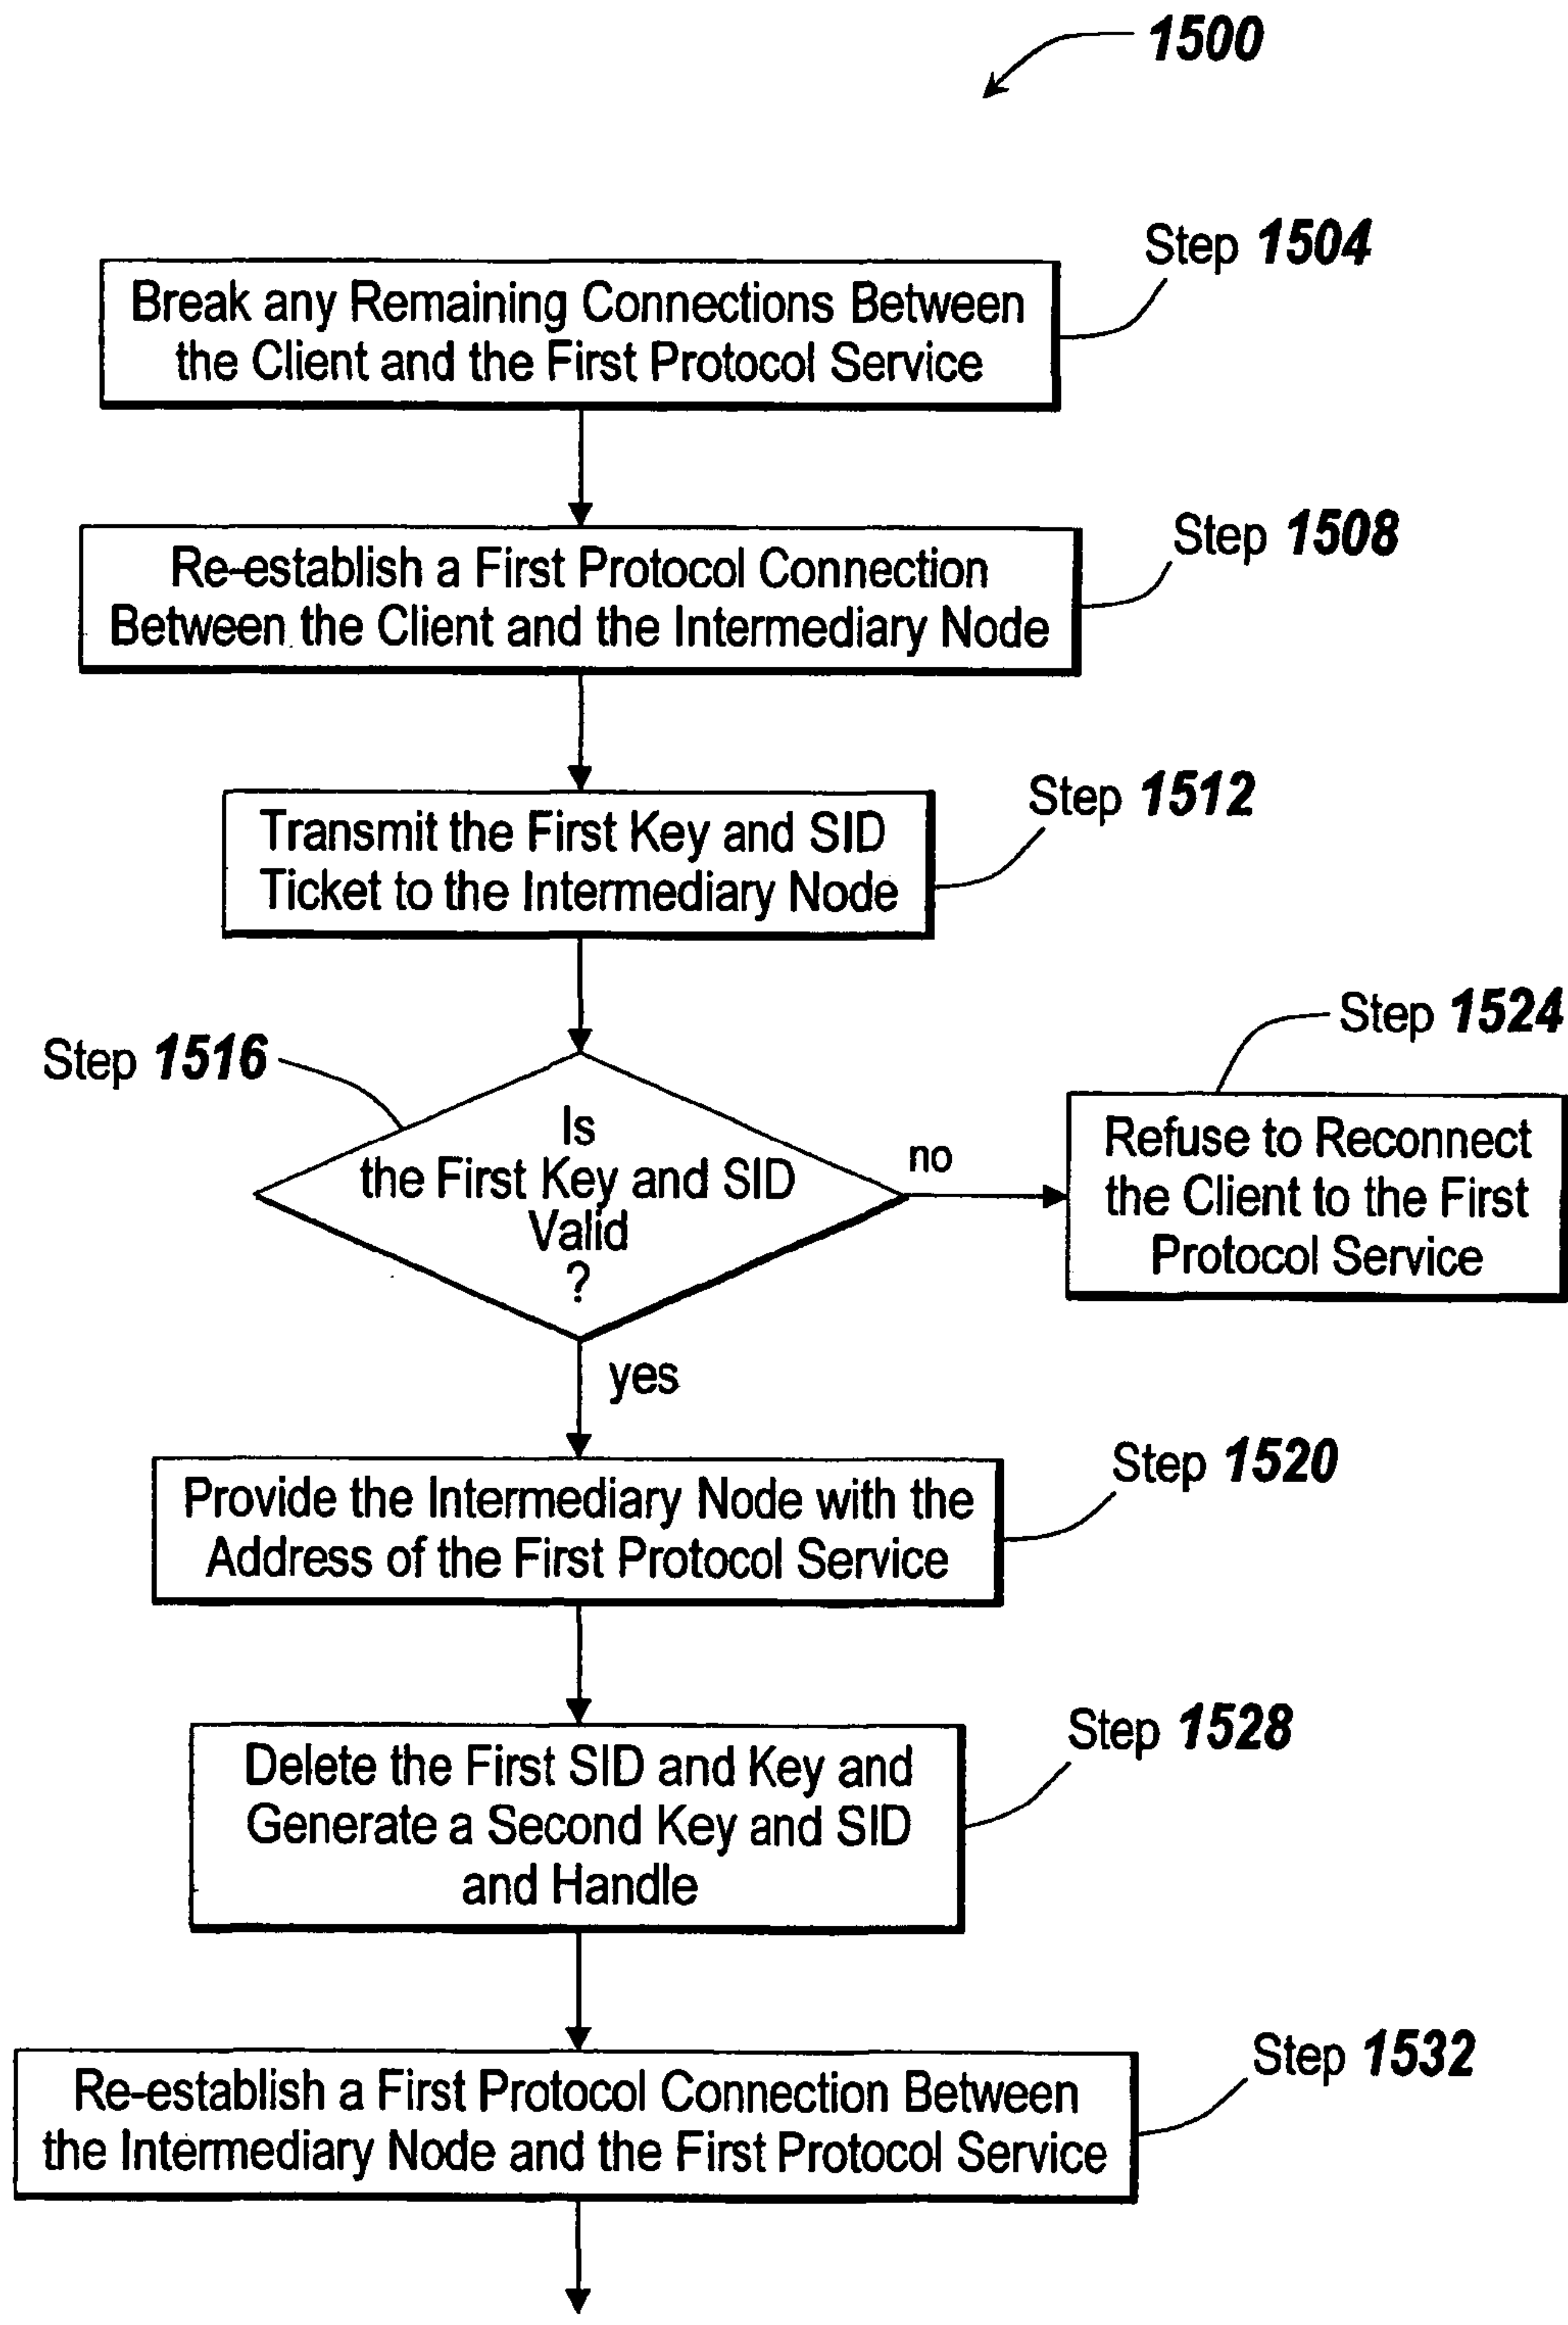 1500
Step 1504
Break any Remaining Connections Between
the Client and the First Protocol Service
Step 1508
Re-establish a First Protocol Connection
Between the Client and the Intermediary Node
Step 1512
Transmit the First Key and SID
Ticket to the Intermediary Node
Step 1516
Is
the First Key and SID
Valid
?
no
Step 1524
Refuse to Reconnect
the Client to the First
Protocol Service
yes
Step 1520
Provide the Intermediary Node with the
Address of the First Protocol Service
Step 1528
Delete the First SID and Key and
Generate a Second Key and SID
and Handle
Step 1532
Re-establish a First Protocol Connection Between
the Intermediary Node and the First Protocol Service